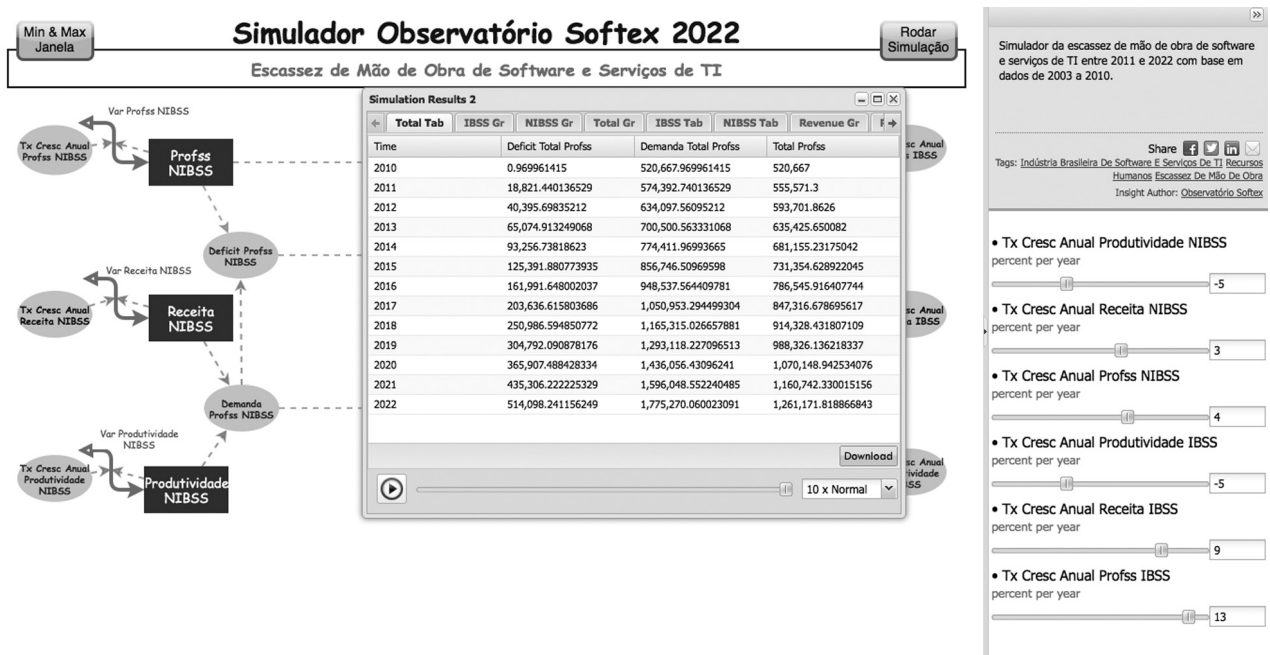 Min & Max
Janela
Simulador Observatório Softex 2022
Rodar
Simulação
Escassez de Mão de Obra de Software e Serviços de TI
Var Profss NIBSS
Tx Cresc Anual
Profss NIBSS
Profss
NIBSS
Deficit Profss
NIBSS
Var Receita NIBSS
Tx Cresc Anual
Receita NIBSS
Receita
NIBSS
Demanda
Profss NIBSS
Var Produtividade
NIBSS
Tx Cresc Anual
Produtividade
NIBSS
Produtividade
NIBSS
Simulation Results 2
Total Tab IBSS Gr NIBSS Gr Total Gr IBSS Tab NIBSS Tab Revenue Gr
Time Deficit Total Profss Demanda Total Profss Total Profss
2010 0.969961415 520,667.969961415 520,667
2011 18,821.440136529 574,392.740136529 555,571.3
2012 40,395.69835212 634,097.56095212 593,701.8626
2013 65,074.913249068 700,500.563331068 635,425.650082
2014 93,256.73818623 774,411.96993665 681,155.23175042
2015 125,391.880773935 856,746.50969598 731,354.628922045
2016 161,991.648002037 948,537.564409781 786,545.916407744
2017 203,636.615803686 1,050,953.294499304 847,316.678695617
2018 250,986.594850772 1,165,315.026657881 914,328.431807109
2019 304,792.090878176 1,293,118.227096513 988,326.136218337
2020 365,907.488428334 1,436,056.43096241 1,070,148.942534076
2021 435,306.222225329 1,596,048.552240485 1,160,742.330015156
2022 514,098.241156249 1,775,270.060023091 1,261,171.818866843
Download
10 x Normal
sc Anual
IBSS
sc Anual
a IBSS
sc Anual
ividade
SS
Simulador da escassez de mão de obra de software
e serviços de TI entre 2011 e 2022 com base em
dados de 2003 a 2010.
Share
Tags: Indústria Brasileira De Software E Serviços De TI Recursos
Humanos Escassez De Mão De Obra
Insight Author: Observatório Softex
• Tx Cresc Anual Produtividade NIBSS
percent per year
-5
• Tx Cresc Anual Receita NIBSS
percent per year
3
• Tx Cresc Anual Profss NIBSS
percent per year
4
• Tx Cresc Anual Produtividade IBSS
percent per year
-5
• Tx Cresc Anual Receita IBSS
percent per year
9
• Tx Cresc Anual Profss IBSS
percent per year
13